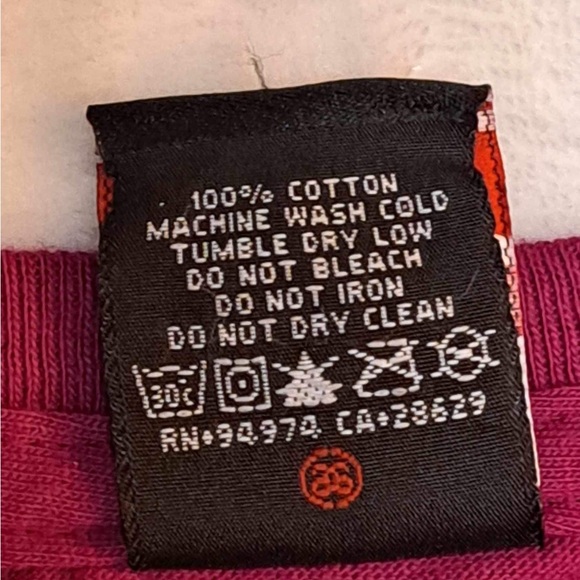 100% COTTON
MACHINE WASH COLD
TUMBLE DRY LOW
DO NOT BLEACH
DO NOT IRON
DO NOT DRY CLEAN
30c
RN+94974 CA+28629